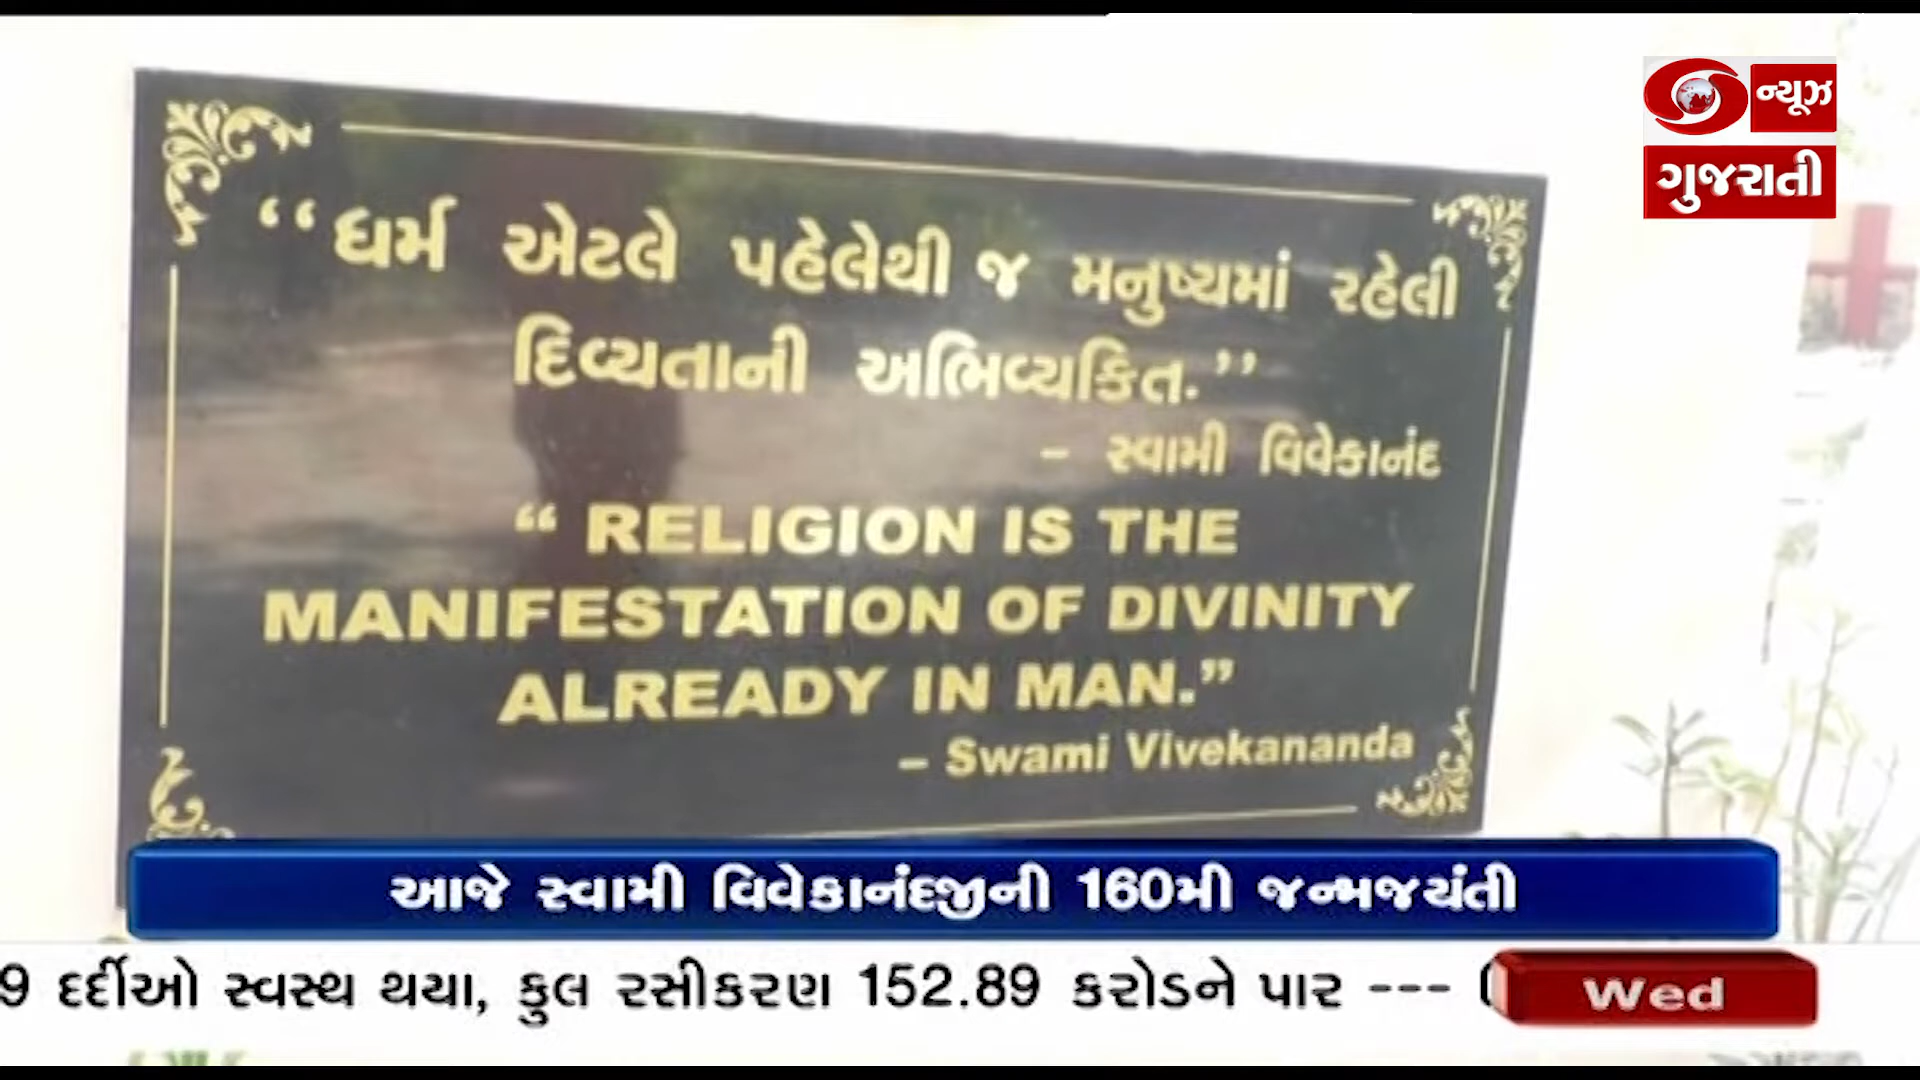 ન્યૂઝ
ગુજરાતી
‘‘ધર્મ એટલે પહેલેથી જ મનુષ્યમાં રહેલી
દિવ્યતાની અભિવ્યકિત.’’
– સ્વામી વિવેકાનંદ
“ RELIGION IS THE
MANIFESTATION OF DIVINITY
ALREADY IN MAN.”
– Swami Vivekananda
આજે સ્વામી વિવેકાનંદજીની 160મી જન્મજયંતી
9 દર્દીઓ સ્વસ્થ થયા, કુલ રસીકરણ 152.89 કરોડને પાર ---
Wed